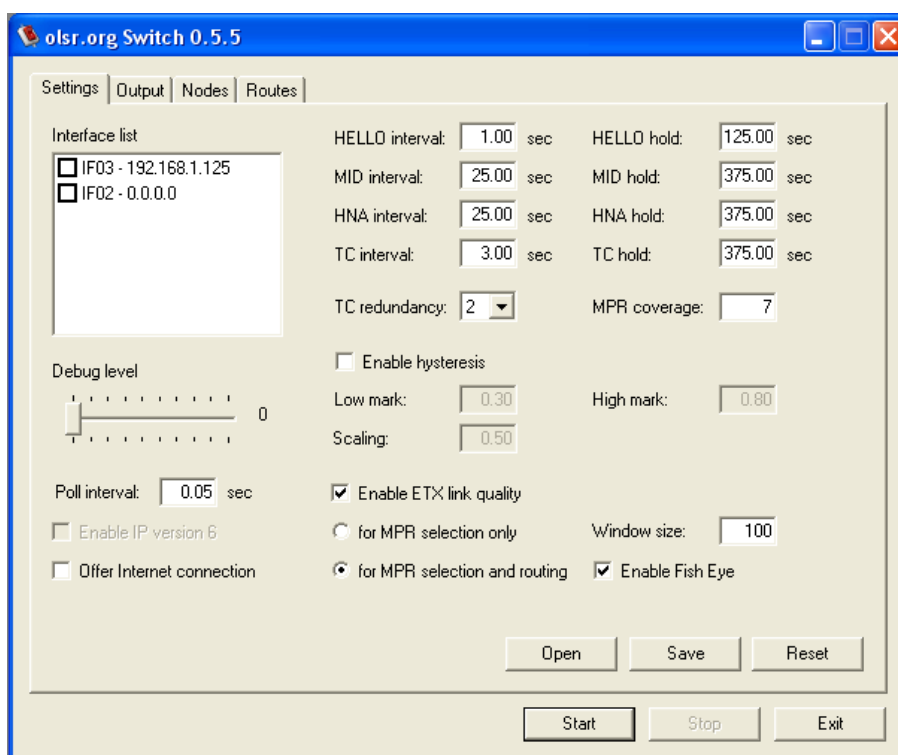 olsr.org Switch 0.5.5
Settings Output Nodes Routes
Interface list
IF03 - 192.168.1.125
IF02 - 0.0.0.0
HELLO interval: 1.00 sec HELLO hold: 125.00 sec
MID interval: 25.00 sec MID hold: 375.00 sec
HNA interval: 25.00 sec HNA hold: 375.00 sec
TC interval: 3.00 sec TC hold: 375.00 sec
TC redundancy: 2 MPR coverage: 7
Debug level
0
Enable hysteresis
Low mark: 0.30 High mark: 0.80
Scaling: 0.50
Poll interval: 0.05 sec
Enable IP version 6
Offer Internet connection
Enable ETX link quality
for MPR selection only Window size: 100
for MPR selection and routing Enable Fish Eye
Open Save Reset
Start Stop Exit